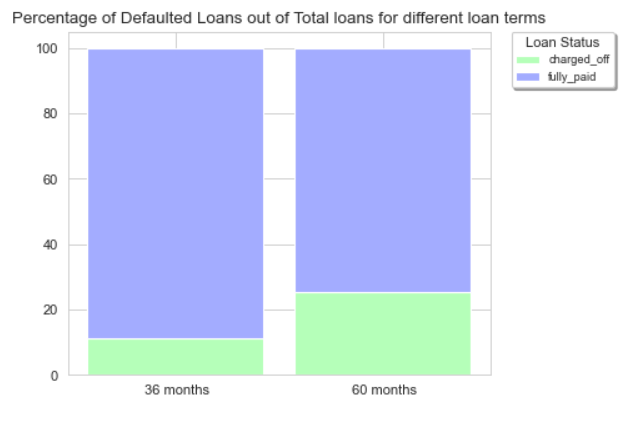 Percentage of Defaulted Loans out of Total loans for different loan terms
Loan Status
charged_off
fully_paid
100
80
60
40
20
0
36 months
60 months